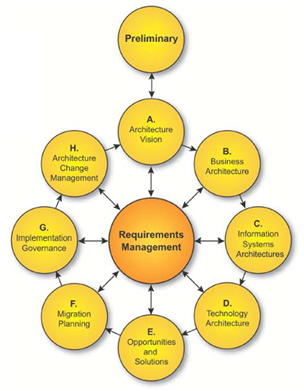 Preliminary
A.
Architecture
Vision
B.
Business
Architecture
C.
Information
Systems
Architectures
D.
Technology
Architecture
E.
Opportunities
and
Solutions
F.
Migration
Planning
G.
Implementation
Governance
H.
Architecture
Change
Management
Requirements
Management